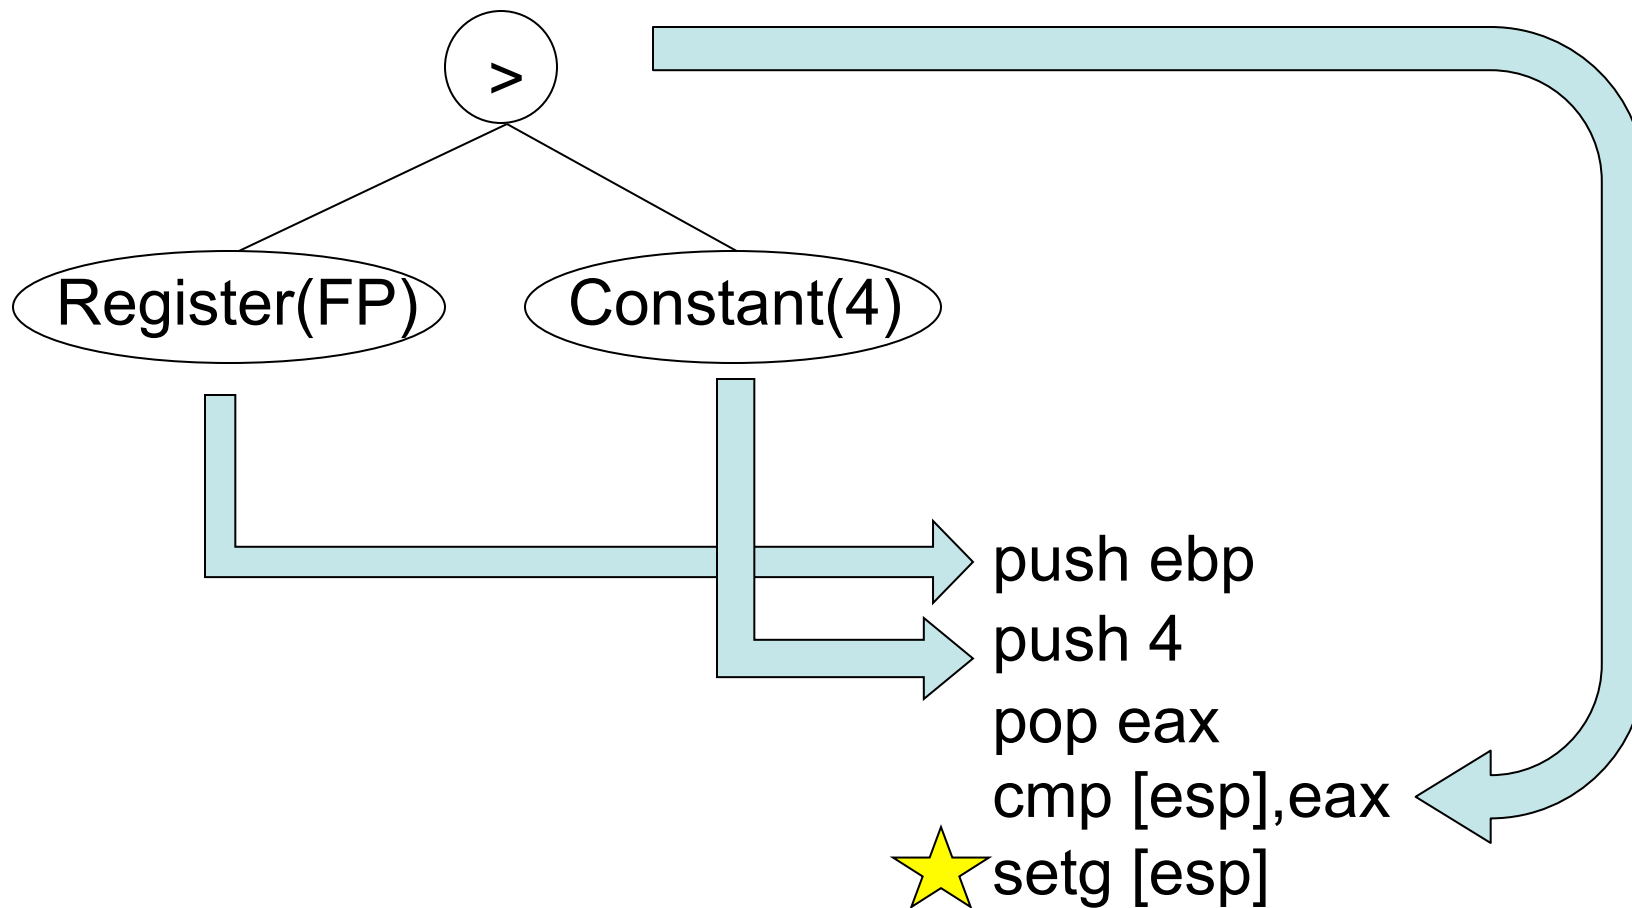 >
Register(FP) Constant(4)
push ebp
push 4
pop eax
cmp [esp],eax
setg [esp]